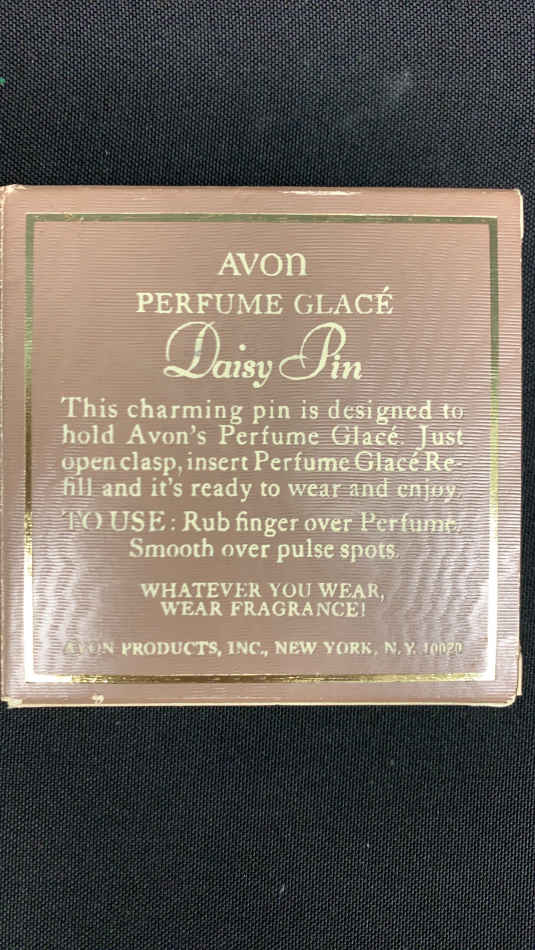 AVON
PERFUME GLACÉ
Daisy Pin
This charming pin is designed to
hold Avon's Perfume Glacé. Just
open clasp, insert Perfume Glacé Re-
fill and it's ready to wear and enjoy.
TO USE: Rub finger over Perfume.
Smooth over pulse spots.
WHATEVER YOU WEAR,
WEAR FRAGRANCE!
AVON PRODUCTS, INC., NEW YORK, N.Y. 10020